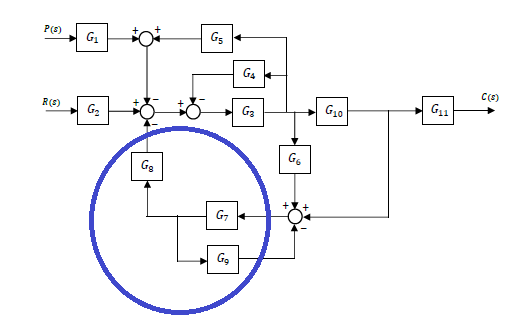 P(s) G₁ + + G₅
− G₄
R(s) G₂ + − + − G₃ G₁₀ G₁₁ C(s)
−
G₈ G₆
G₇ + +
−
G₉